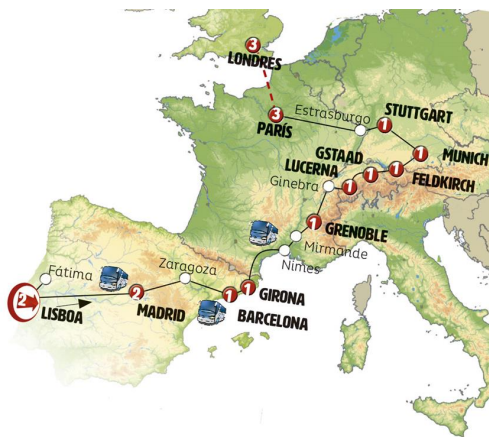 3
LONDRES
3
PARÍS
Estrasburgo
1
STUTTGART
1
MUNICH
GSTAAD
LUCERNA
1
1
1
FELDKIRCH
Ginebra
1
GRENOBLE
Mirmande
Nimes
Fátima
Zaragoza
2
LISBOA
2
MADRID
1
BARCELONA
1
GIRONA